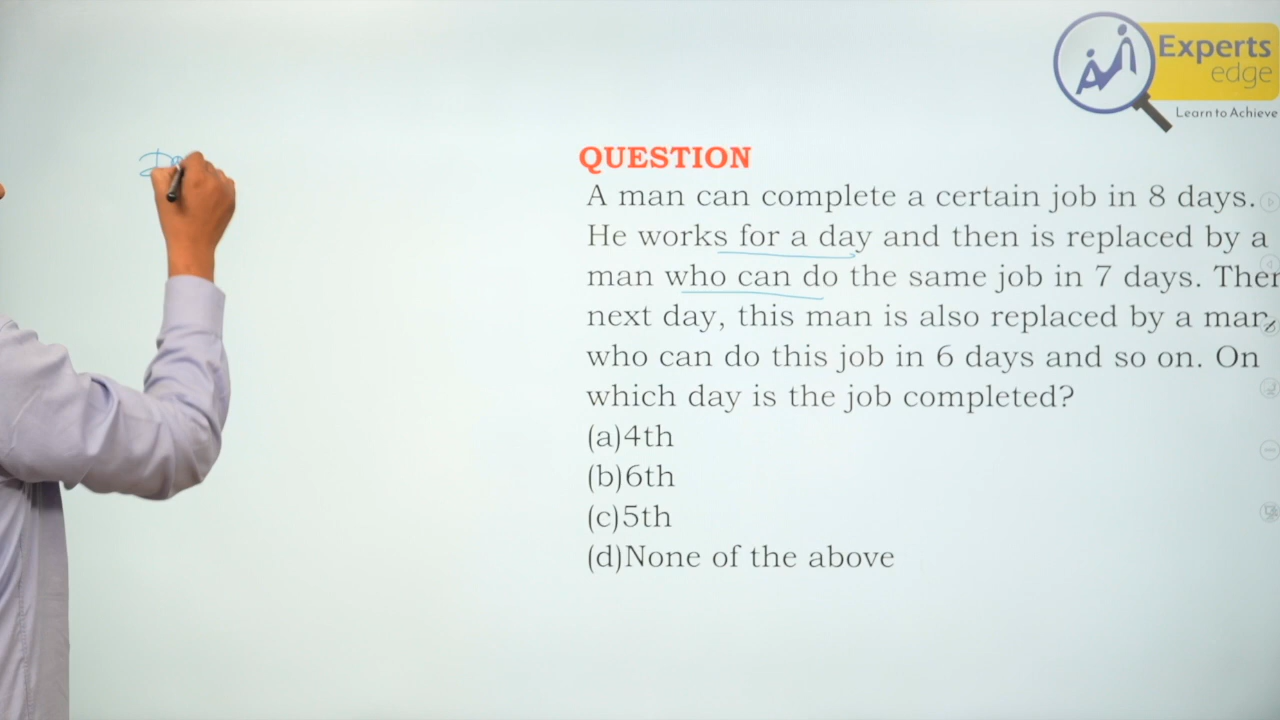 Experts
edge
Learn to Achieve
QUESTION
A man can complete a certain job in 8 days.
He works for a day and then is replaced by a
man who can do the same job in 7 days. Then
next day, this man is also replaced by a man
who can do this job in 6 days and so on. On
which day is the job completed?
(a)4th
(b)6th
(c)5th
(d)None of the above